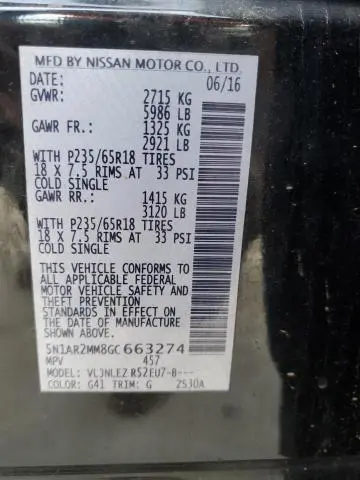 MFD BY NISSAN MOTOR CO., LTD.
DATE: 06/16
GVWR: 2715 KG
5986 LB
GAWR FR.: 1325 KG
2921 LB
WITH P235/65R18 TIRES
18 X 7.5 RIMS AT 33 PSI
COLD SINGLE
GAWR RR.: 1415 KG
3120 LB
WITH P235/65R18 TIRES
18 X 7.5 RIMS AT 33 PSI
COLD SINGLE
THIS VEHICLE CONFORMS TO
ALL APPLICABLE FEDERAL
MOTOR VEHICLE SAFETY AND
THEFT PREVENTION
STANDARDS IN EFFECT ON
THE DATE OF MANUFACTURE
SHOWN ABOVE.
5N1AR2MM8GC663274
MPV 457
MODEL:
COLOR: G41 TRIM: G 2530A